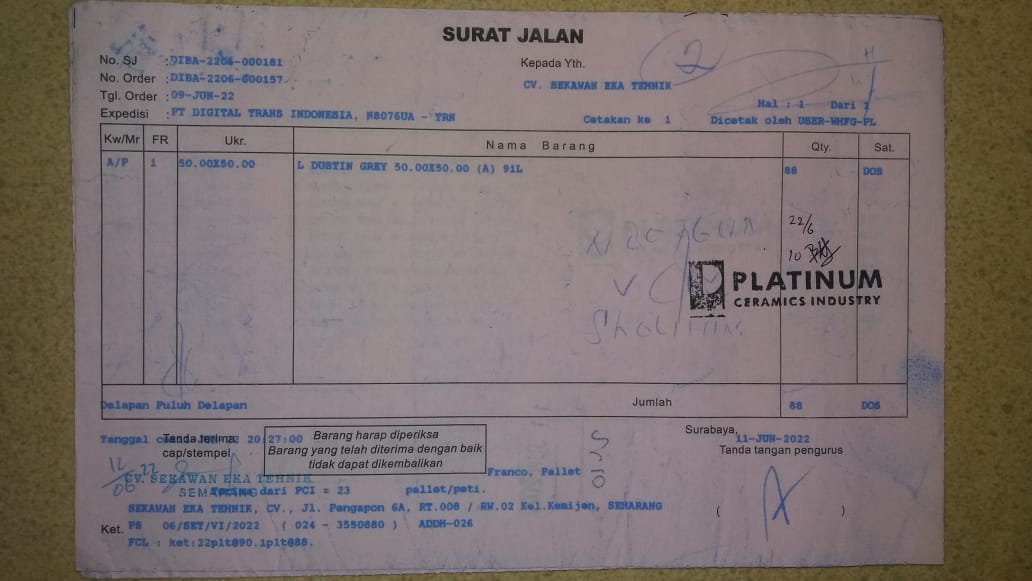 SURAT JALAN
No. SJ : DIBA-2206-000181
Kepada Yth.
2
No. Order : DIBA-2206-000157
CV. SEKAWAN EKA TEHNIK
Tgl. Order : 09-JUN-22
Hal : 1 Dari 1
Expedisi : PT DIGITAL TRANS INDONESIA, N8076UA - TRN
Cetakan ke 1
Dicetak oleh USER-WHFG-PL
Kw/Mr FR Ukr. Nama Barang Qty. Sat.
A/P 1 50.00X50.00 L DUSTIN GREY 50.00X50.00 (A) 91L 88 DOS
22/6
10
PLATINUM
CERAMICS INDUSTRY
Delapan Puluh Delapan Jumlah 88 DOS
Tanggal 22 20:27:00
Tanda terima
cap/stempel
Barang harap diperiksa
Barang yang telah diterima dengan baik
tidak dapat dikembalikan
Surabaya, 11-JUN-2022
Tanda tangan pengurus
12/06 22
Franco, Pallet
CV. SEKAWAN EKA TEHNIK
SEMARANG
dari PCI = 23 pallet/peti.
SEKAWAN EKA TEHNIK, CV., Jl. Pengapon 6A, RT.008 / RW.02 Kel.Kemijen, SEMARANG
( )
Ket. PS 06/SET/VI/2022 ( 024 - 3550880 ) ADDH-026
FCL : ket:22plt@90.1plt@88.